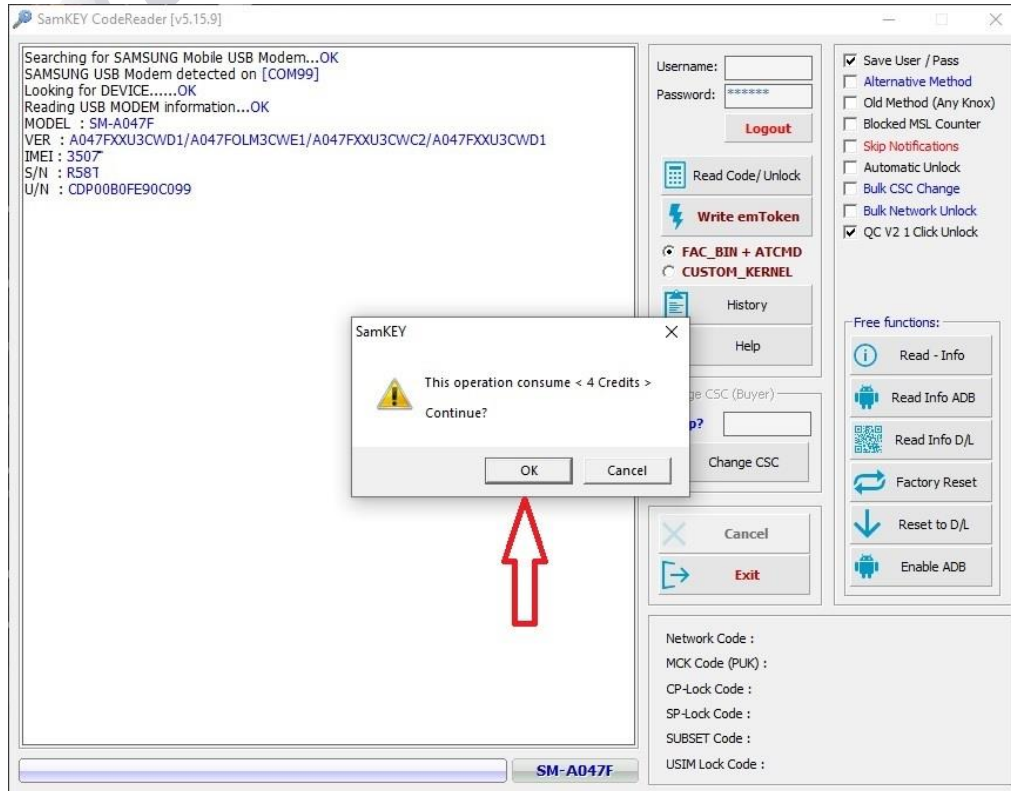 SamKEY CodeReader [v5.15.9]
Searching for SAMSUNG Mobile USB Modem...OK
SAMSUNG USB Modem detected on [COM99]
Looking for DEVICE......OK
Reading USB MODEM information...OK
MODEL : SM-A047F
VER : A047FXXU3CWD1/A047FOLM3CWE1/A047FXXU3CWC2/A047FXXU3CWD1
IMEI : 3507
S/N : R58T
U/N : CDP00B0FE90C099
SM-A047F
SamKEY
This operation consume < 4 Credits >
Continue?
OK
Cancel
Username:
Password: ******
Logout
Read Code/Unlock
Write emToken
FAC_BIN + ATCMD
CUSTOM_KERNEL
History
Help
ge CSC (Buyer)
p?
Change CSC
Cancel
Exit
Save User / Pass
Alternative Method
Old Method (Any Knox)
Blocked MSL Counter
Skip Notifications
Automatic Unlock
Bulk CSC Change
Bulk Network Unlock
QC V2 1 Click Unlock
Free functions:
Read - Info
Read Info ADB
Read Info D/L
Factory Reset
Reset to D/L
Enable ADB
Network Code :
MCK Code (PUK) :
CP-Lock Code :
SP-Lock Code :
SUBSET Code :
USIM Lock Code :